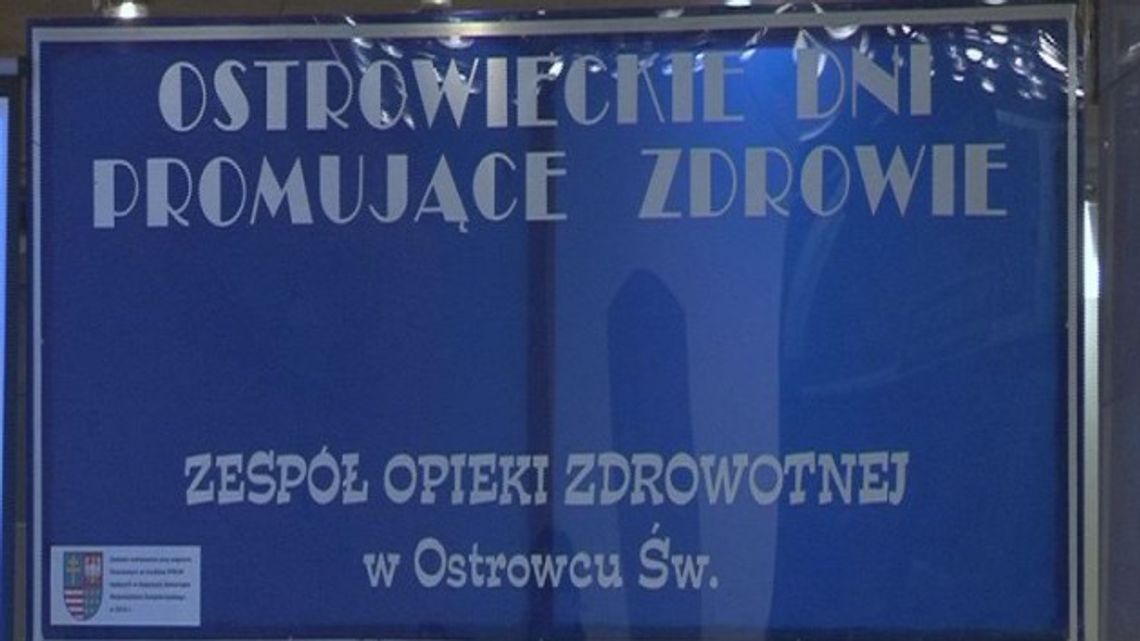 OSTROWIECKIE DNI
PROMUJĄCE ZDROWIE
ZESPÓŁ OPIEKI ZDROWOTNEJ
w Ostrowcu Św.